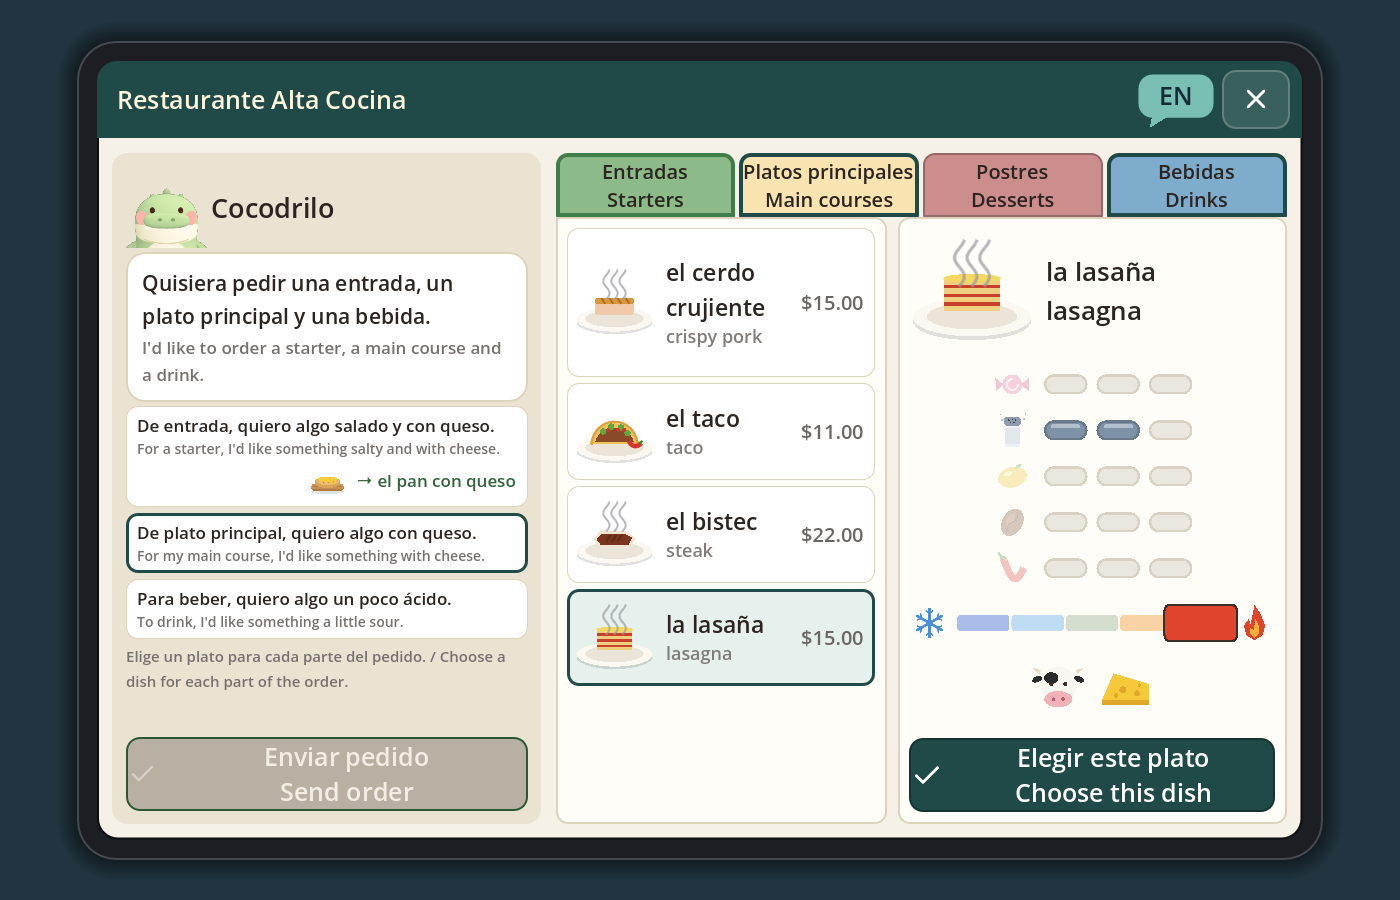 Restaurante Alta Cocina
EN
Cocodrilo
Quisiera pedir una entrada, un
plato principal y una bebida.
I'd like to order a starter, a main course and
a drink.
De entrada, quiero algo salado y con queso.
For a starter, I'd like something salty and with cheese.
→ el pan con queso
De plato principal, quiero algo con queso.
For my main course, I'd like something with cheese.
Para beber, quiero algo un poco ácido.
To drink, I'd like something a little sour.
Elige un plato para cada parte del pedido. / Choose a
dish for each part of the order.
Enviar pedido
Send order
Entradas
Starters
Platos principales
Main courses
Postres
Desserts
Bebidas
Drinks
el cerdo
crujiente
crispy pork
$15.00
el taco
taco
$11.00
el bistec
steak
$22.00
la lasaña
lasagna
$15.00
la lasaña
lasagna
Elegir este plato
Choose this dish